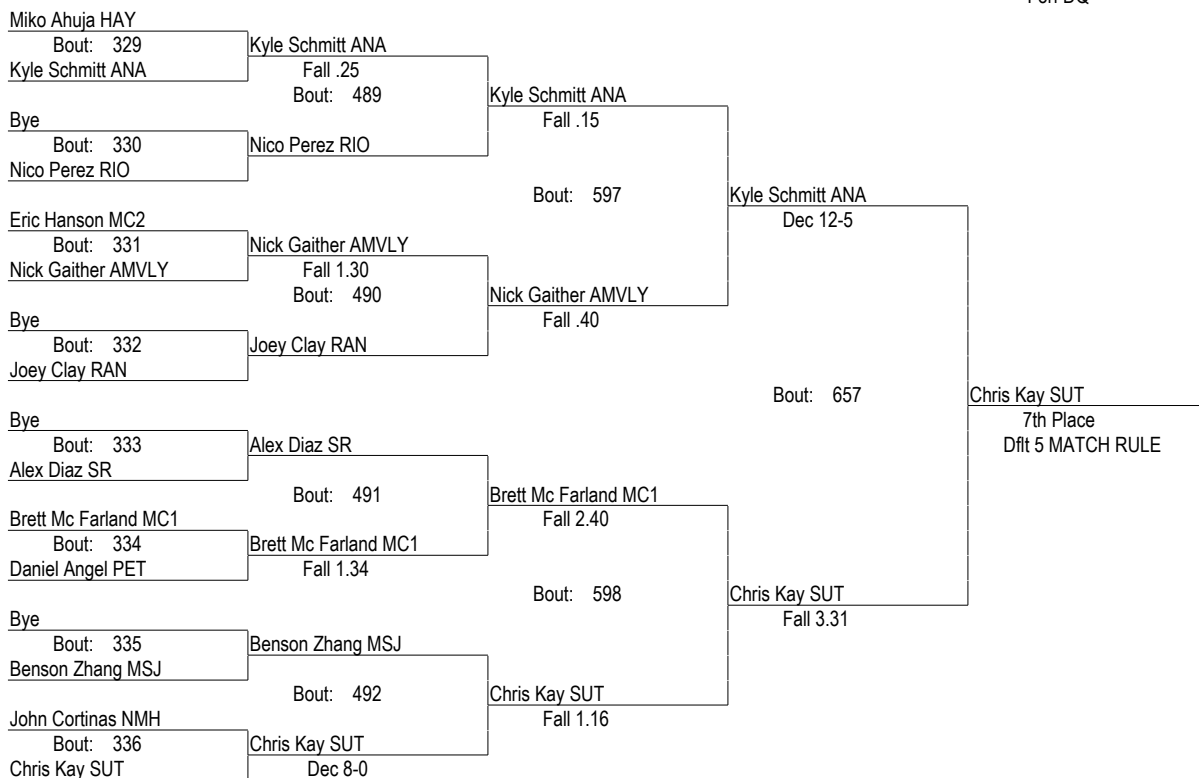 Miko Ahuja HAY
Bout: 329
Kyle Schmitt ANA
Kyle Schmitt ANA
Fall .25
Bout: 489
Kyle Schmitt ANA
Fall .15
Bye
Bout: 330
Nico Perez RIO
Nico Perez RIO
Bout: 597
Kyle Schmitt ANA
Dec 12-5
Eric Hanson MC2
Bout: 331
Nick Gaither AMVLY
Nick Gaither AMVLY
Fall 1.30
Bout: 490
Nick Gaither AMVLY
Fall .40
Bye
Bout: 332
Joey Clay RAN
Joey Clay RAN
Bout: 657
Chris Kay SUT
7th Place
Dflt 5 MATCH RULE
Bye
Bout: 333
Alex Diaz SR
Alex Diaz SR
Bout: 491
Brett Mc Farland MC1
Fall 2.40
Brett Mc Farland MC1
Bout: 334
Brett Mc Farland MC1
Daniel Angel PET
Fall 1.34
Bout: 598
Chris Kay SUT
Fall 3.31
Bye
Bout: 335
Benson Zhang MSJ
Benson Zhang MSJ
Bout: 492
Chris Kay SUT
Fall 1.16
John Cortinas NMH
Bout: 336
Chris Kay SUT
Chris Kay SUT
Dec 8-0